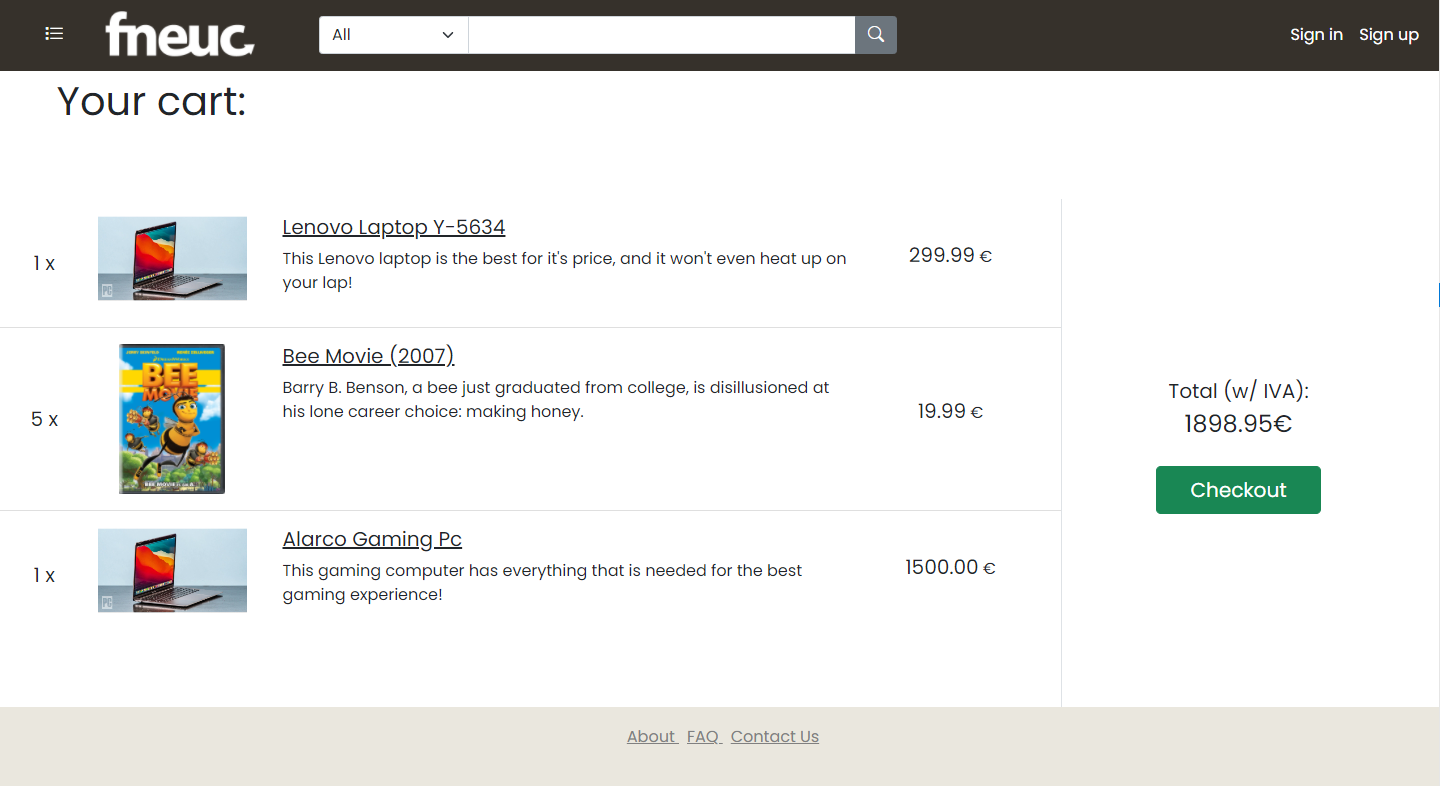 fneuc
All
Sign in Sign up
Your cart:
1 x
Lenovo Laptop Y-5634
This Lenovo laptop is the best for it's price, and it won't even heat up on
your lap!
299.99 €
5 x
BEE
MOVIE
Bee Movie (2007)
Barry B. Benson, a bee just graduated from college, is disillusioned at
his lone career choice: making honey.
19.99 €
Total (w/ IVA):
1898.95€
Checkout
1 x
Alarco Gaming Pc
This gaming computer has everything that is needed for the best
gaming experience!
1500.00 €
About FAQ Contact Us